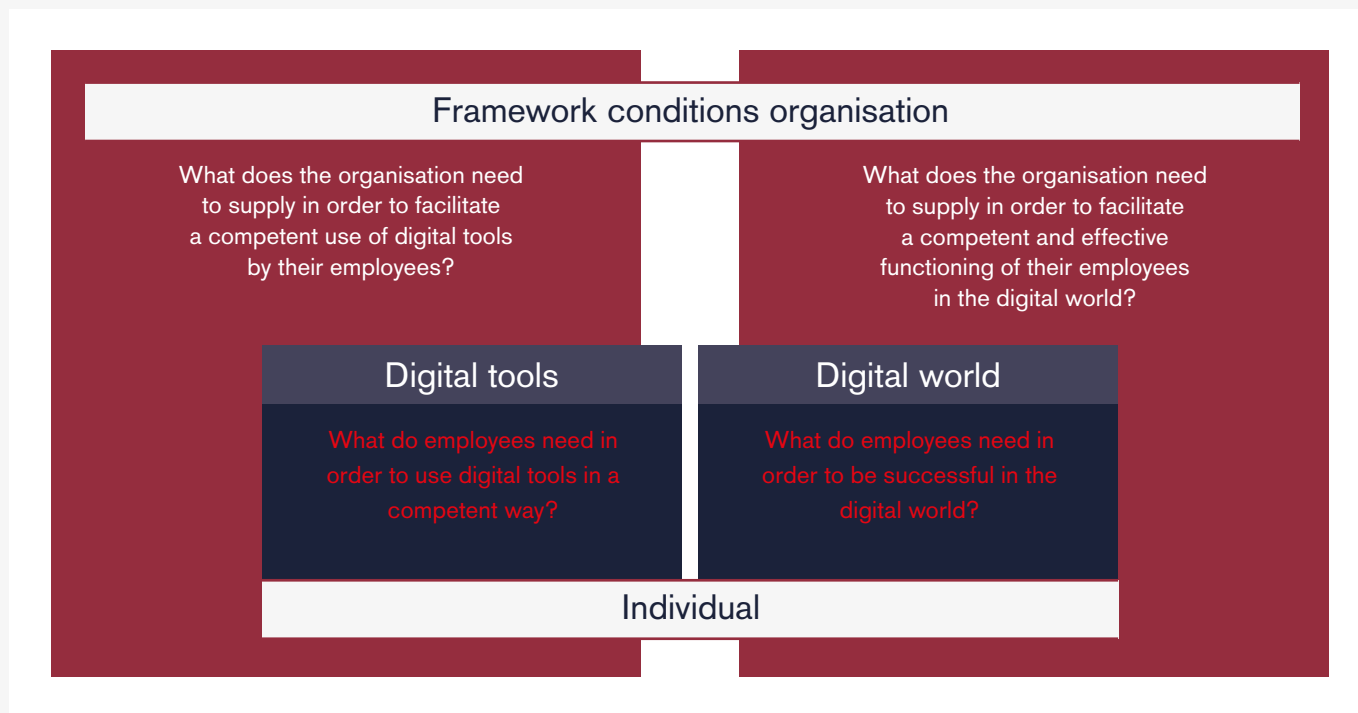 Framework conditions organisation
What does the organisation need
to supply in order to facilitate
a competent use of digital tools
by their employees?
What does the organisation need
to supply in order to facilitate
a competent and effective
functioning of their employees
in the digital world?
Digital tools
What do employees need in
order to use digital tools in a
competent way?
Digital world
What do employees need in
order to be successful in the
digital world?
Individual